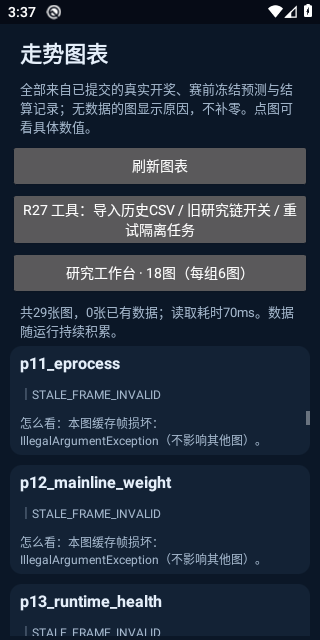 3:37
走势图表
全部来自已提交的真实开奖、赛前冻结预测与结
算记录；无数据的图显示原因，不补零。点图可
看具体数值。
刷新图表
R27 工具：导入历史CSV / 旧研究链开关 / 重
试隔离任务
研究工作台 · 18图（每组6图）
共29张图，0张已有数据；读取耗时70ms。数据
随运行持续积累。
p11_eprocess
｜STALE_FRAME_INVALID
怎么看：本图缓存帧损坏：
IllegalArgumentException（不影响其他图）。
p12_mainline_weight
｜STALE_FRAME_INVALID
怎么看：本图缓存帧损坏：
IllegalArgumentException（不影响其他图）。
p13_runtime_health
｜STALE_FRAME_INVALID